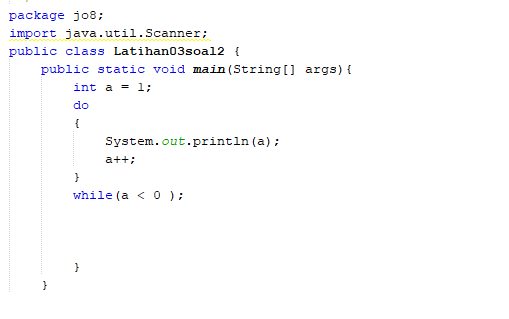 package jo8;
import java.util.Scanner;
public class Latihan03soal2 {
    public static void main(String[] args){
        int a = 1;
        do
        {
            System.out.println(a);
            a++;
        }
        while(a < 0 );
        }
    }